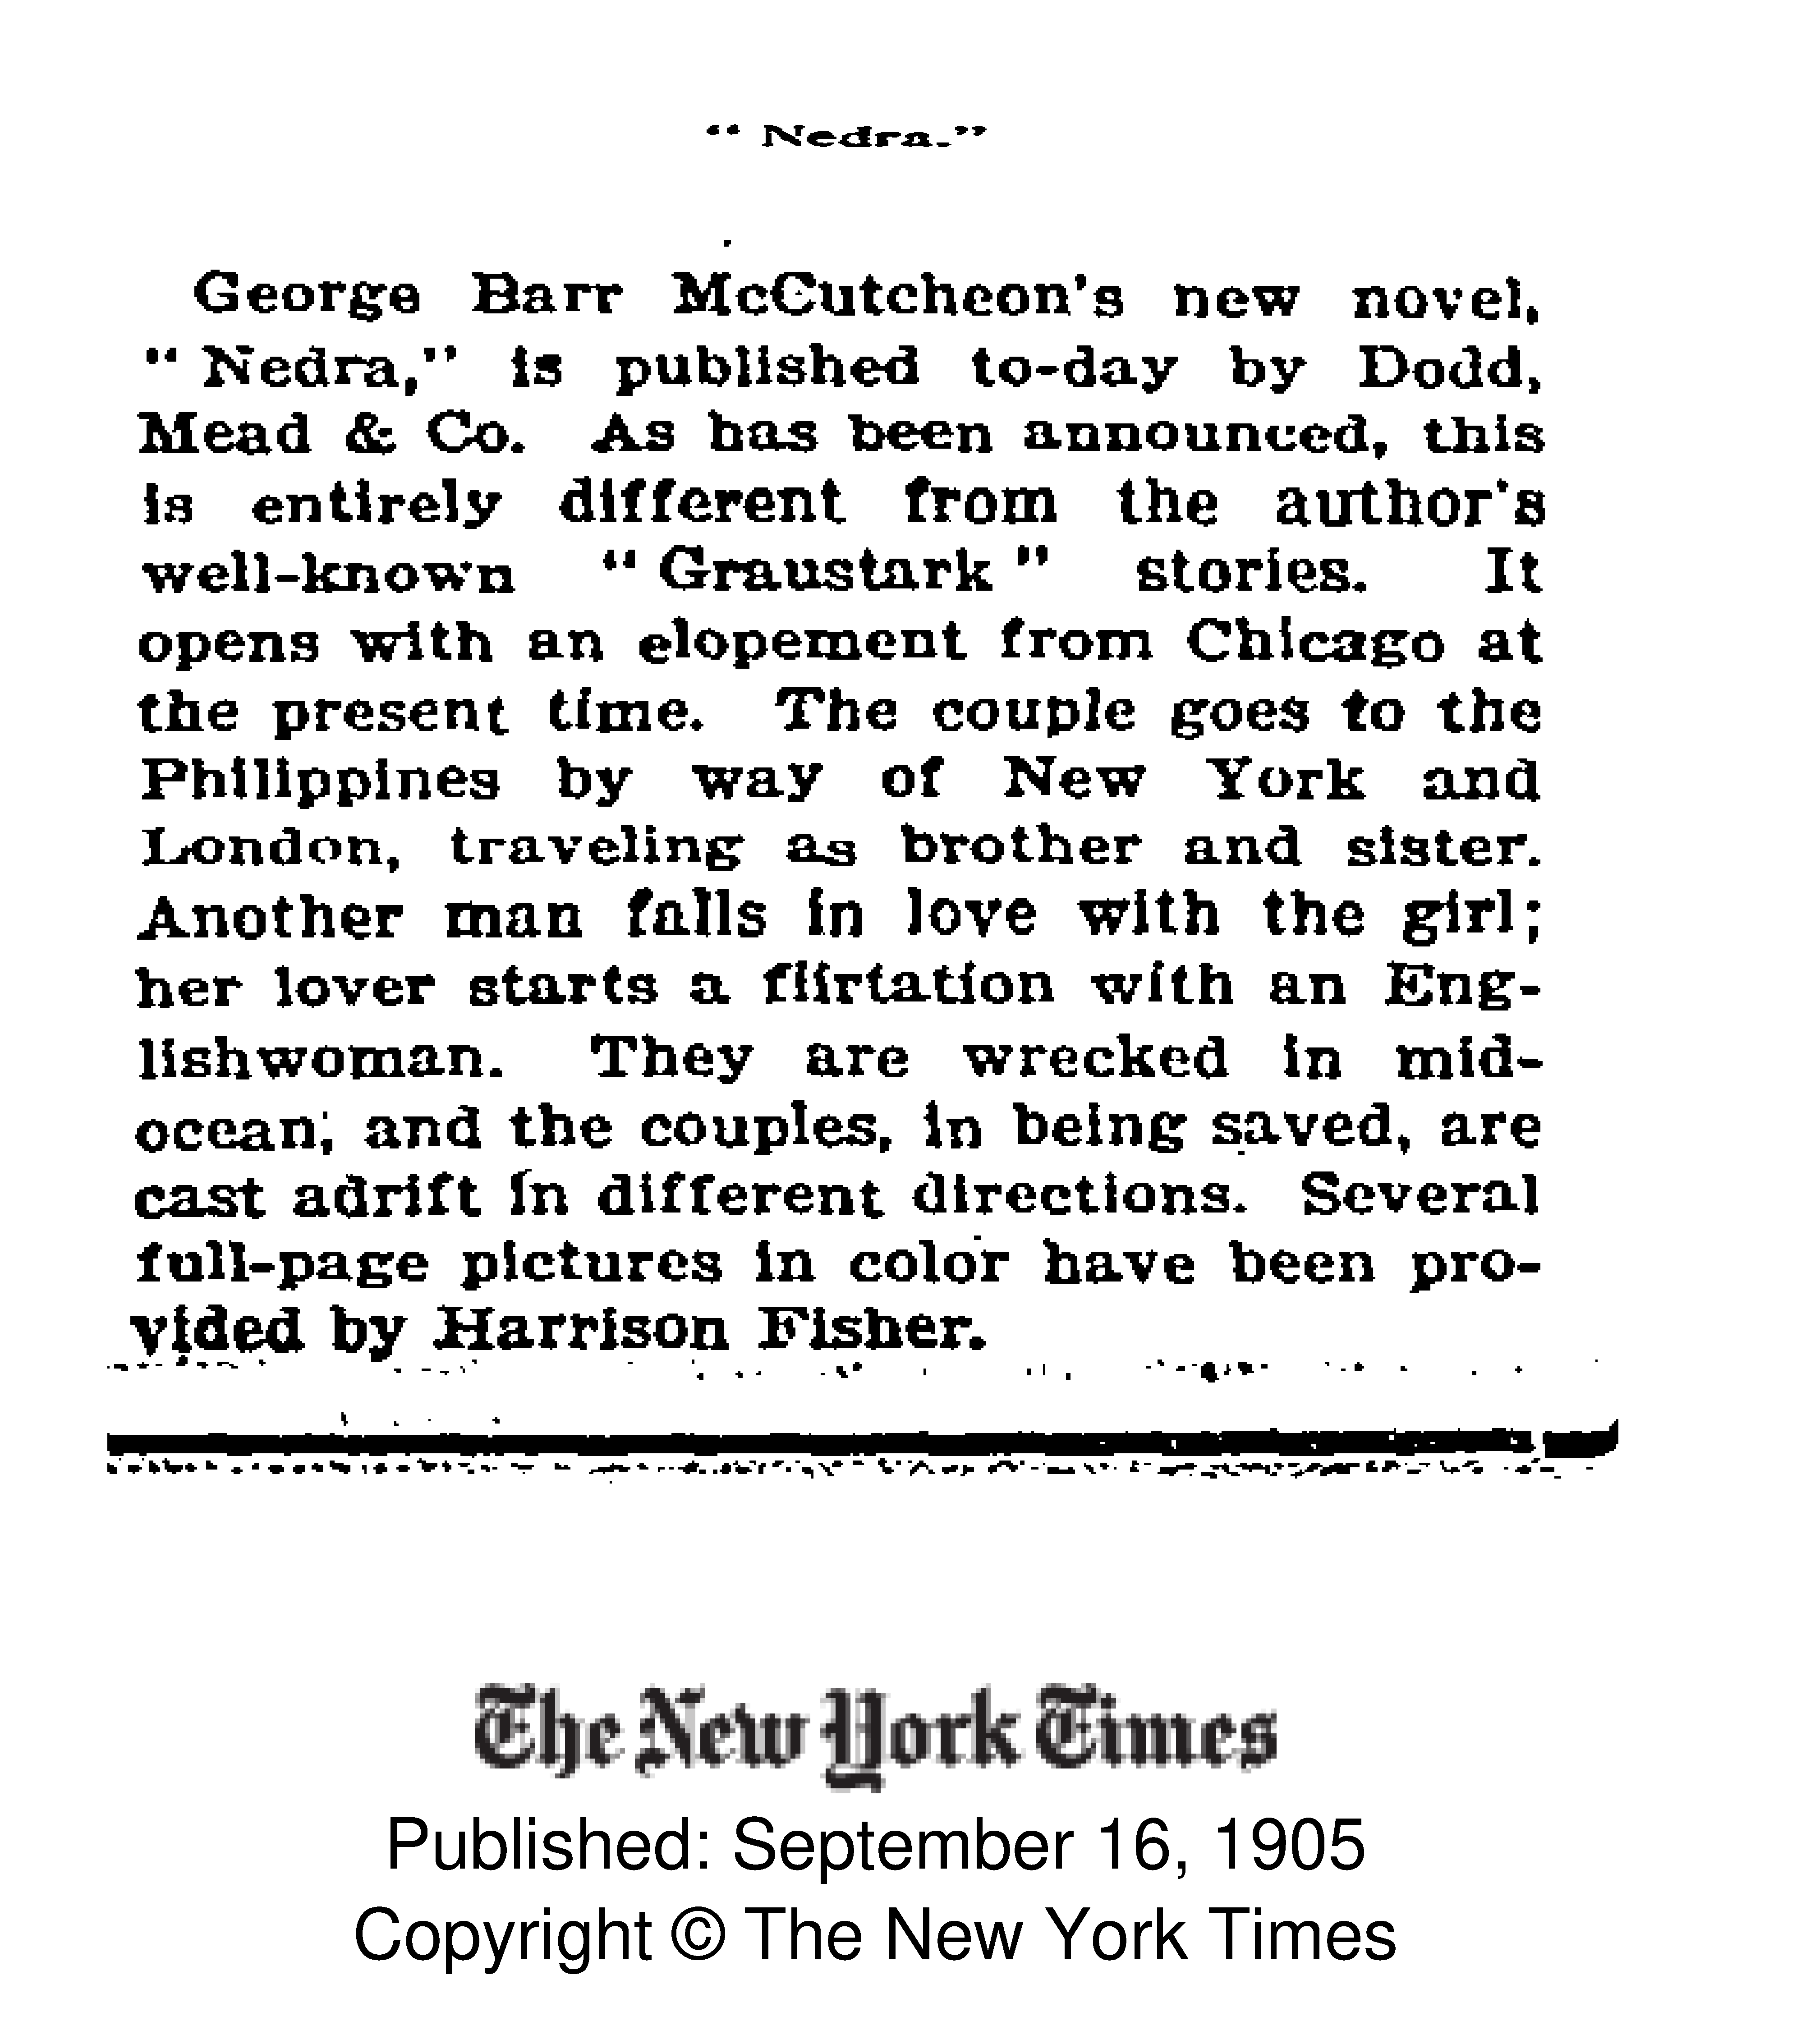 “ Nedra.”
George Barr McCutcheon's new novel,
“ Nedra,” is published to-day by Dodd,
Mead & Co. As has been announced, this
is entirely different from the author's
well-known “ Graustark ” stories. It
opens with an elopement from Chicago at
the present time. The couple goes to the
Philippines by way of New York and
London, traveling as brother and sister.
Another man falls in love with the girl;
her lover starts a flirtation with an Eng-
lishwoman. They are wrecked in mid-
ocean, and the couples, in being saved, are
cast adrift in different directions. Several
full-page pictures in color have been pro-
vided by Harrison Fisher.
The New York Times
Published: September 16, 1905
Copyright © The New York Times